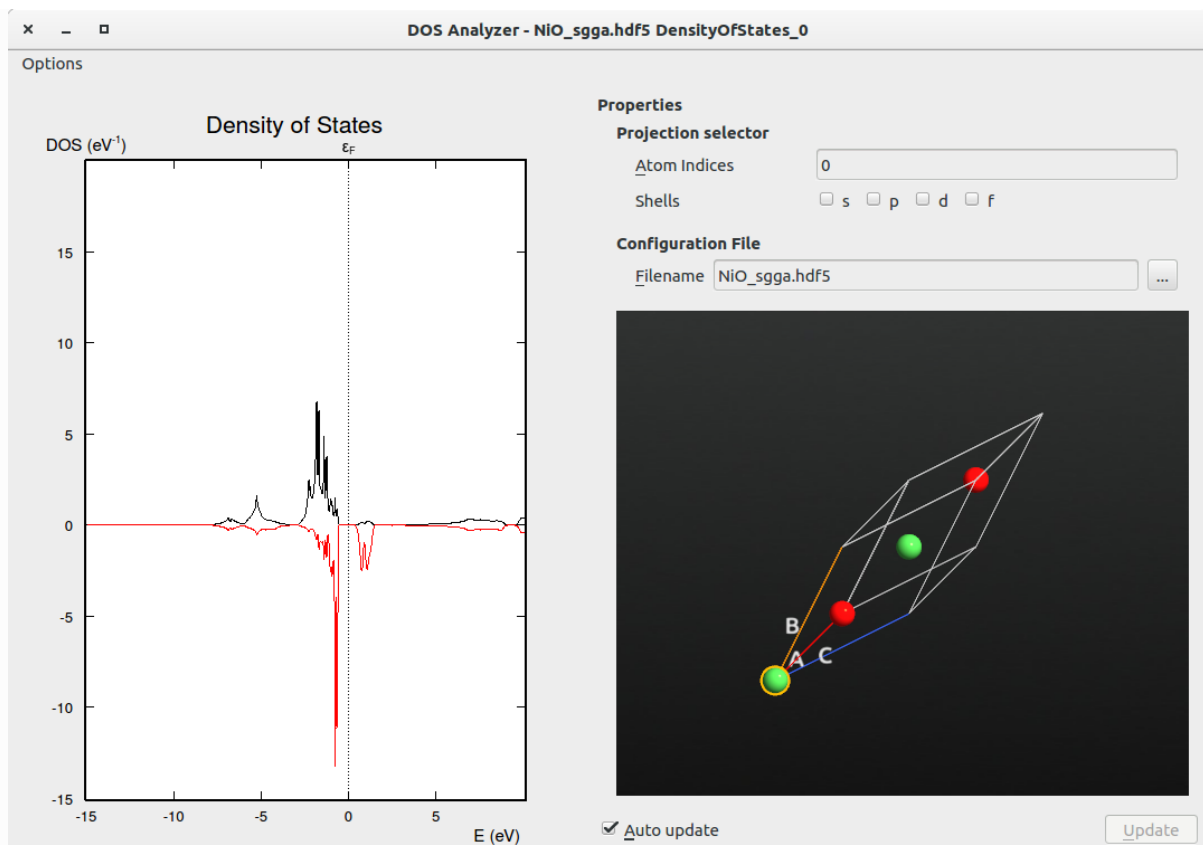 DOS Analyzer - NiO_sgga.hdf5 DensityOfStates_0
Options
Density of States
DOS (eV⁻¹)
εF
15
10
5
0
-5
-10
-15
-15 -10 -5 0 5
E (eV)
Properties
Projection selector
Atom Indices 0
Shells s p d f
Configuration File
Filename NiO_sgga.hdf5 ...
B
A C
Auto update Update